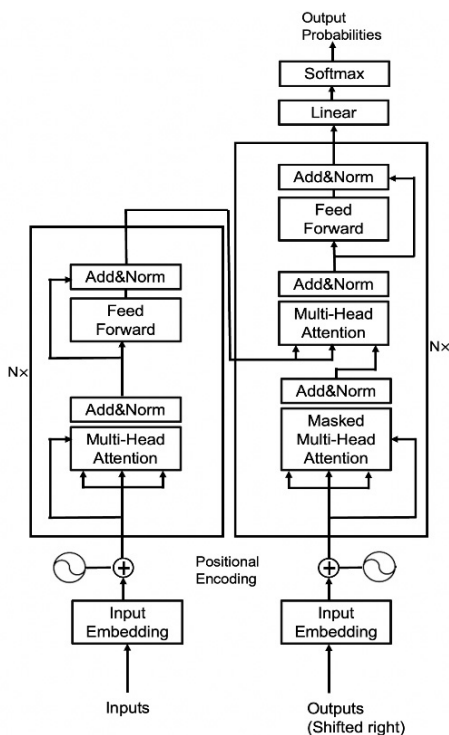 Output
Probabilities
Softmax
Linear
Add&Norm
Feed
Forward
Add&Norm
Multi-Head
Attention
Add&Norm
Masked
Multi-Head
Attention
N×
Add&Norm
Feed
Forward
N×
Add&Norm
Multi-Head
Attention
Positional
Encoding
Input
Embedding
Input
Embedding
Inputs
Outputs
(Shifted right)